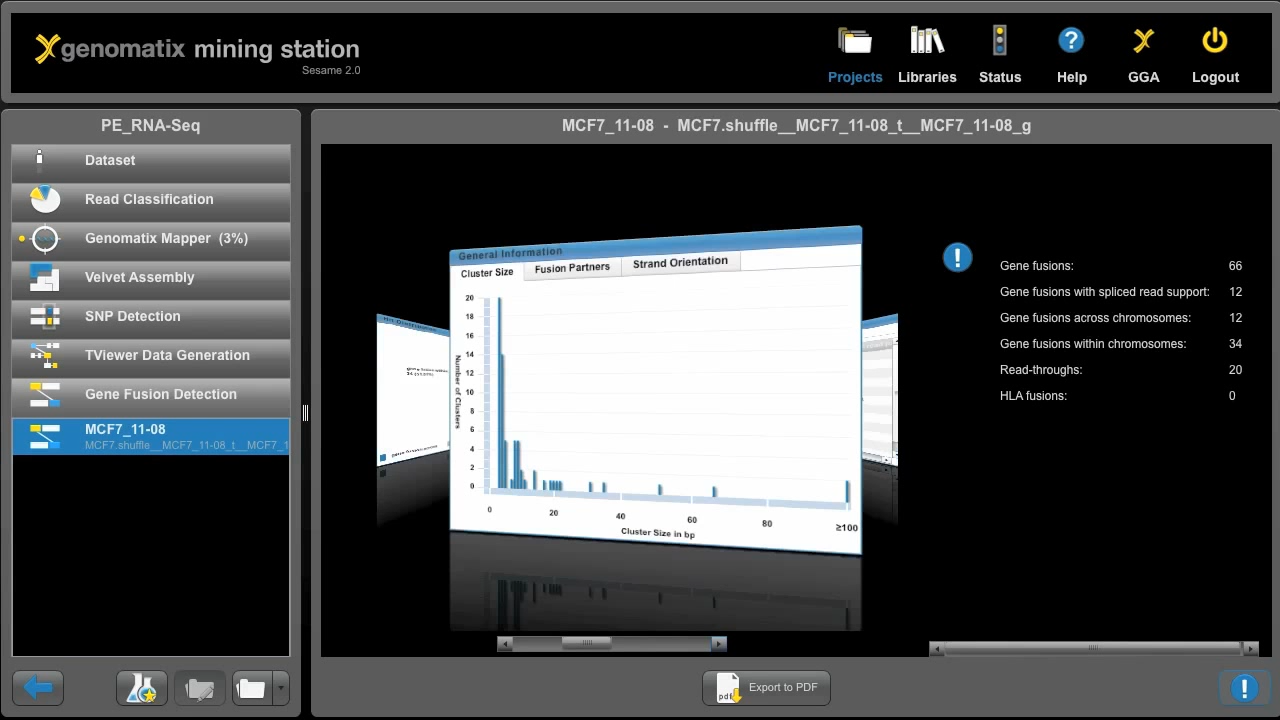 genomatix mining station
Sesame 2.0
Projects
Libraries
Status
Help
GGA
Logout
PE_RNA-Seq
Dataset
Read Classification
Genomatix Mapper (3%)
Velvet Assembly
SNP Detection
TViewer Data Generation
Gene Fusion Detection
MCF7_11-08
MCF7.shuffle__MCF7_11-08_t__MCF7_1
MCF7_11-08 - MCF7.shuffle__MCF7_11-08_t__MCF7_11-08_g
General Information
Cluster Size
Fusion Partners
Strand Orientation
20
18
16
14
12
10
8
6
4
2
0
Number of Clusters
0
20
40
60
80
≥100
Cluster Size in bp
Gene fusions: 66
Gene fusions with spliced read support: 12
Gene fusions across chromosomes: 12
Gene fusions within chromosomes: 34
Read-throughs: 20
HLA fusions: 0
pdf
Export to PDF